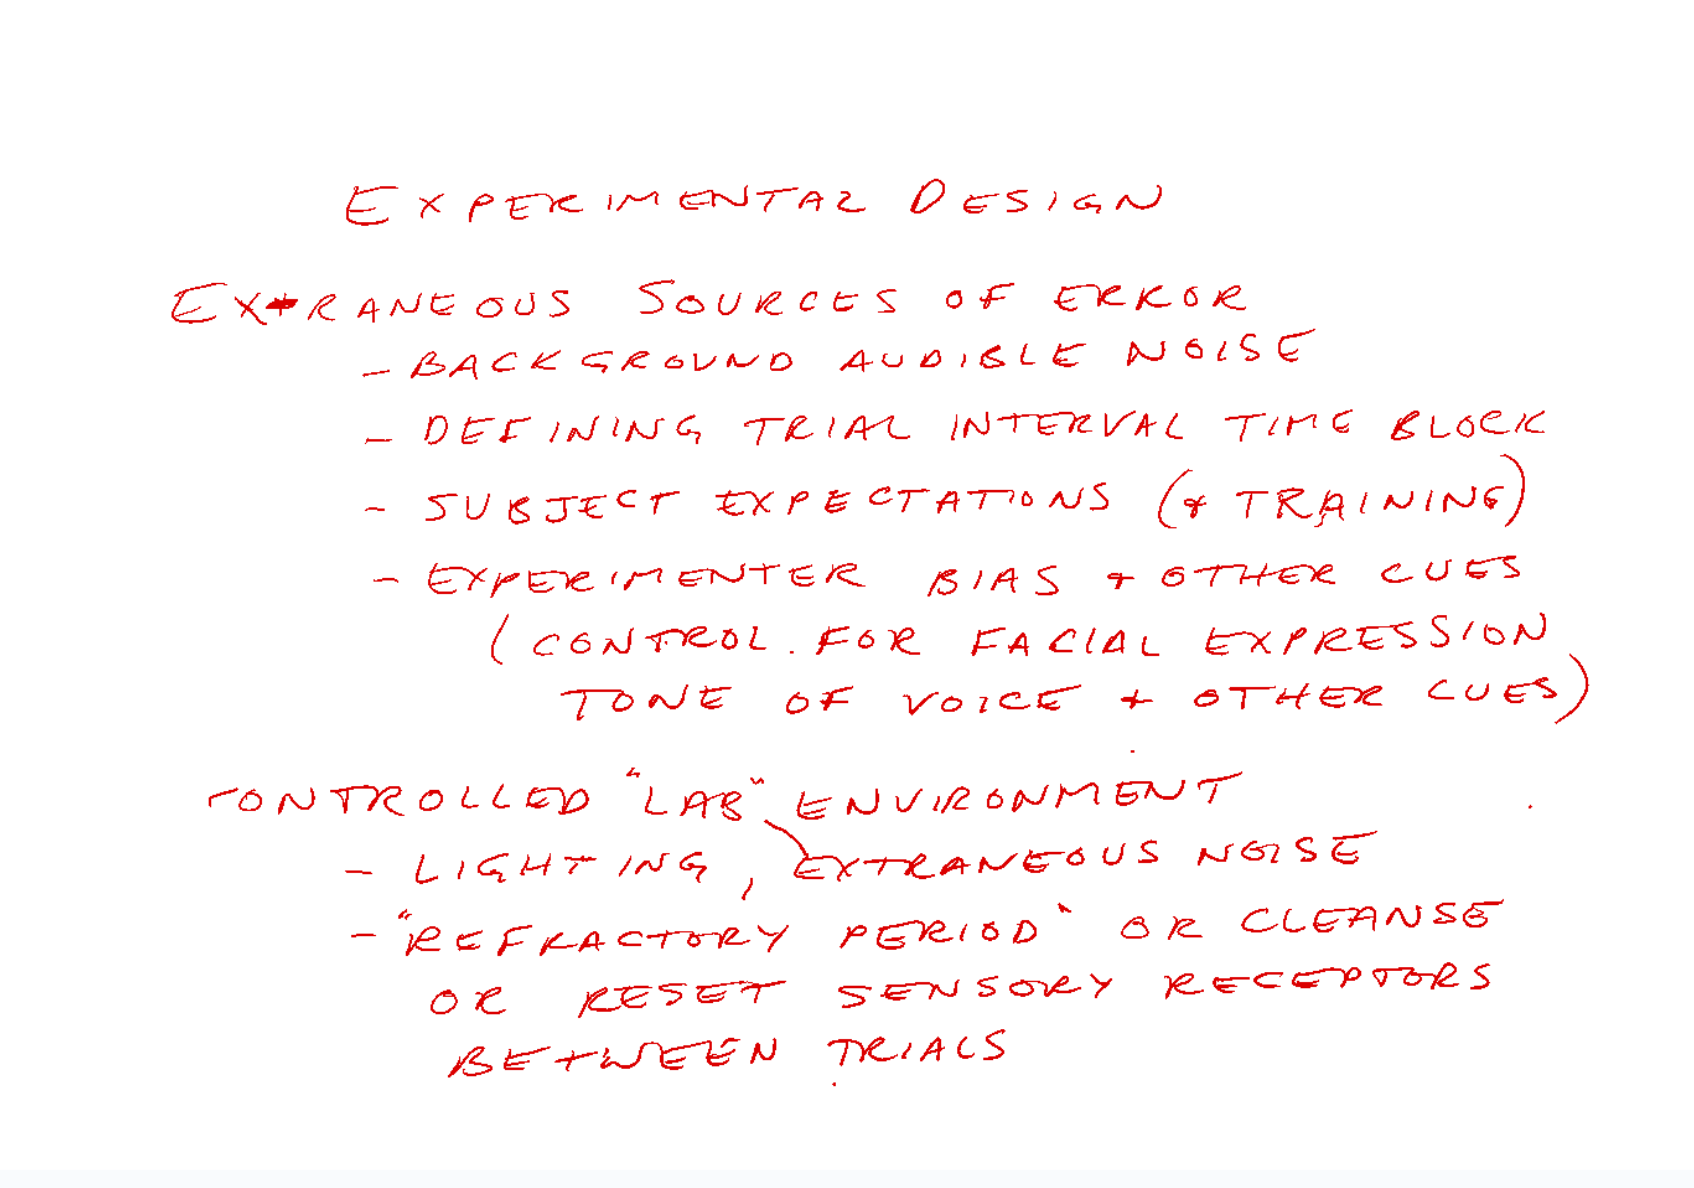 EXPERIMENTAL DESIGN
EXTRANEOUS SOURCES OF ERROR
- BACKGROUND AUDIBLE NOISE
- DEFINING TRIAL INTERVAL TIME BLOCK
- SUBJECT EXPECTATIONS (& TRAINING)
- EXPERIMENTER BIAS + OTHER CUES
(CONTROL FOR FACIAL EXPRESSION
TONE OF VOICE + OTHER CUES)
CONTROLLED "LAB" ENVIRONMENT
- LIGHTING, EXTRANEOUS NOISE
- "REFRACTORY PERIOD" OR CLEANSE
OR RESET SENSORY RECEPTORS
BETWEEN TRIALS